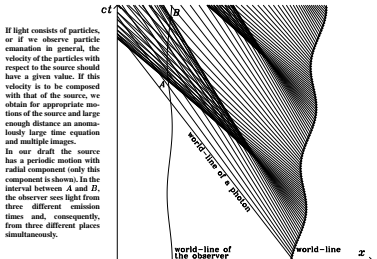 If light consists of particles,
or if we observe particle
emanation in general, the
velocity of the particles with
respect to the source should
have a given value. If this
velocity is to be composed
with that of the source, we
obtain for appropriate mo-
tions of the source and large
enough distance an anoma-
lously large time equation
and multiple images.
In our draft the source
has a periodic motion with
radial component (only this
component is shown). In the
interval between A and B,
the observer sees light from
three different emission
times and, consequently,
from three different places
simultaneously.
ct
B
A
world-line of a photon
world-line of
the observer
world-line
x